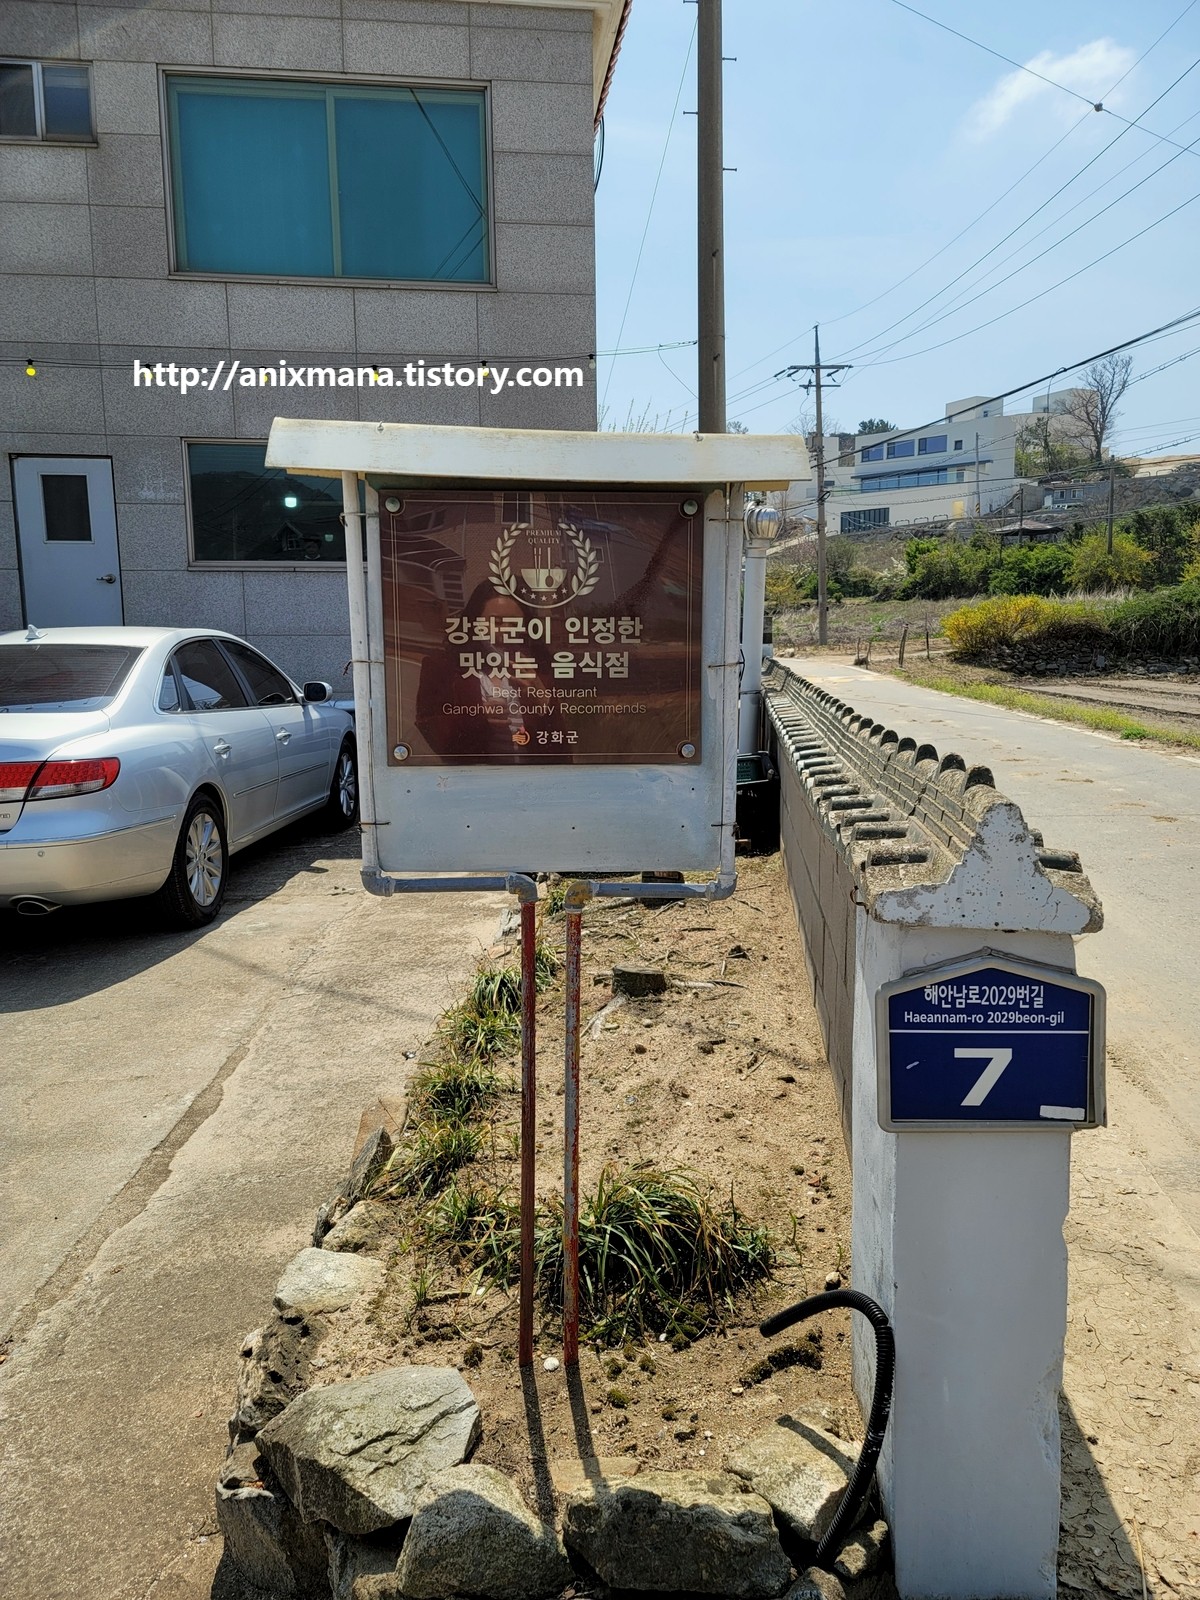 http://anixmana.tistory.com
PREMIUM
QUALITY
강화군이 인정한
맛있는 음식점
Best Restaurant
Ganghwa County Recommends
강화군
해안남로2029번길
Haeannam-ro 2029beon-gil
7